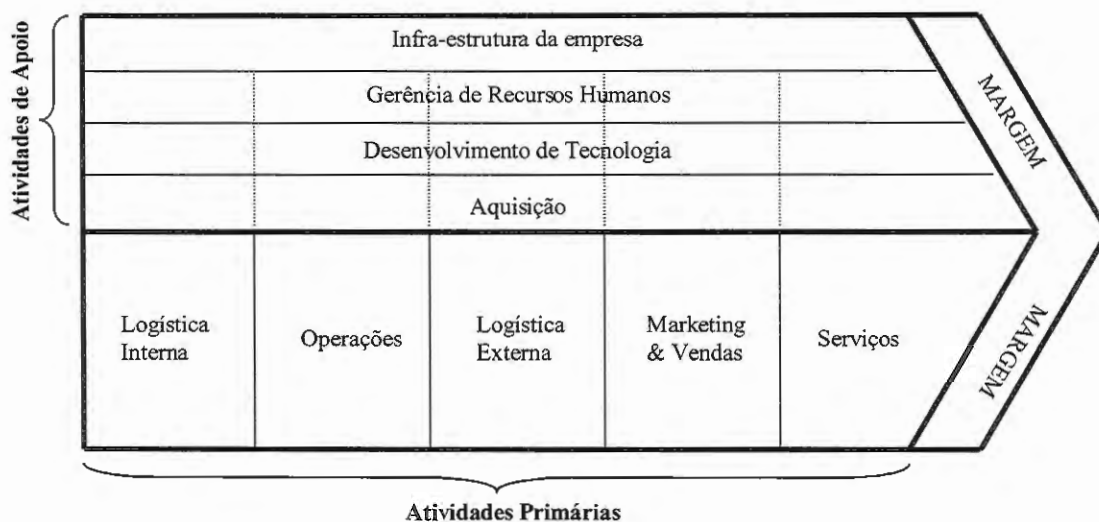 Atividades de Apoio
Infra-estrutura da empresa
Gerência de Recursos Humanos
Desenvolvimento de Tecnologia
Aquisição
MARGEM
Logística
Interna
Operações
Logística
Externa
Marketing
& Vendas
Serviços
MARGEM
Atividades Primárias